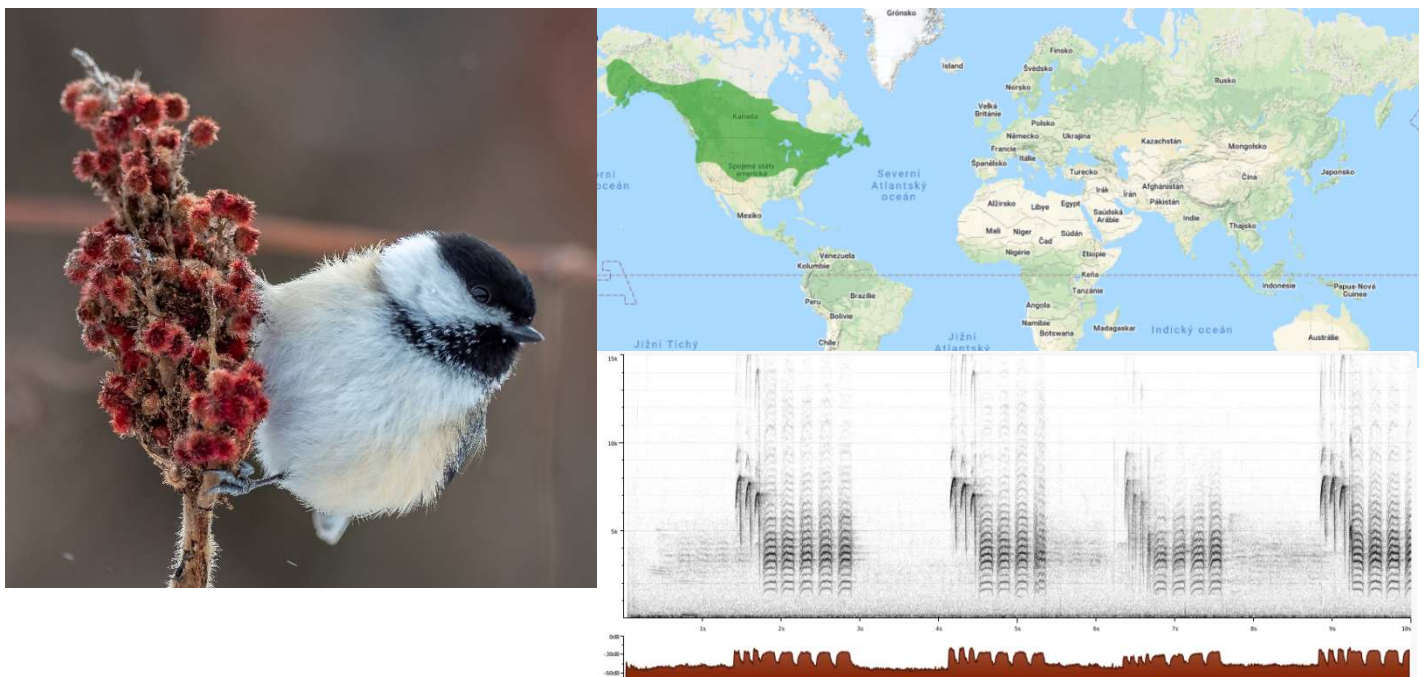 Grónsko
Island
Finsko
Švédsko
Norsko
Rusko
Kanada
Velká
Británie
Polsko
Německo
Ukrajina
Francie
Itálie
Kazachstán
Mongolsko
Spojené státy
americké
Španělsko
Turecko
Severní
Atlantský
oceán
Irák
Írán
Afghánistán
Čína
Japonsko
Alžírsko
Libye
Egypt
Saúdská
Arábie
Pákistán
Mexiko
Indie
Mali
Niger
Čad
Súdán
Thajsko
Nigérie
Etiopie
Venezuela
Kolumbie
Keňa
Indonésie
Papua-Nová
Guinea
Tanzanie
Peru
Brazílie
Angola
Bolívie
Namibie
Botswana
Madagaskar
Indický oceán
Austrálie
Chile
Jižní Tichý
Jižní
Atlantský
15k
10k
5k
1s
2s
3s
4s
5s
6s
7s
8s
9s
10s
0dB
-30dB
-60dB